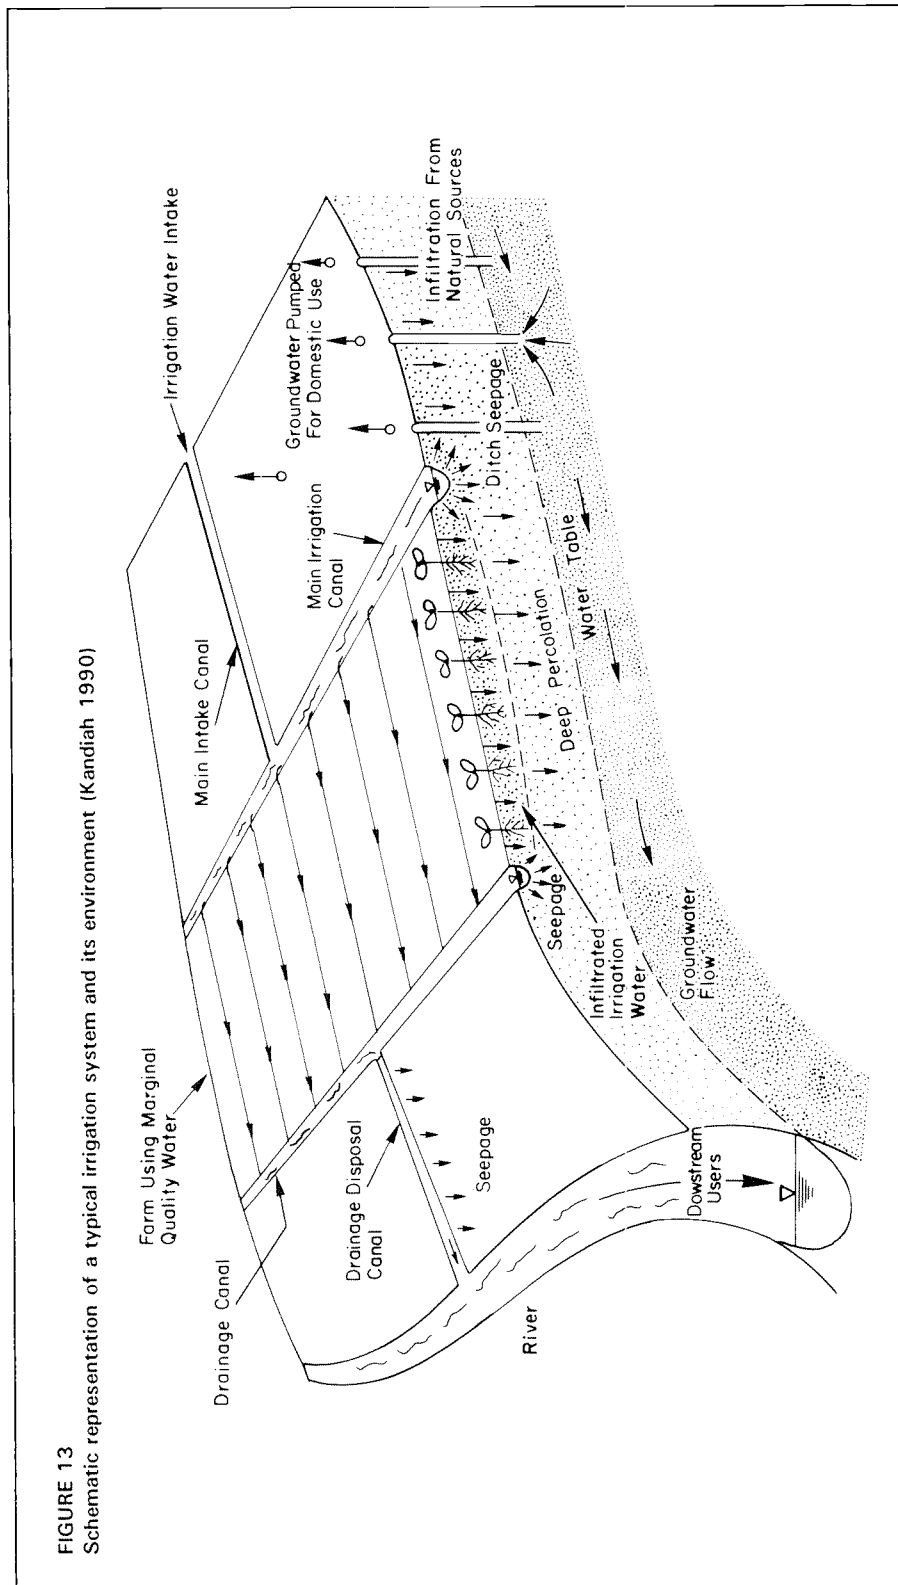 FIGURE 13
Schematic representation of a typical irrigation system and its environment (Kandiah 1990)
Farm Using Marginal
Quality Water
Main Intake Canal
Irrigatian Water Intake
Drainage Canal
Groundwater Pumped
For Domestic Use
Main Irrigation
Canal
Drainage Disposal
Canal
Seepage
River
Infiltration From
Natural Sources
Ditch Seepage
Deep Percolation
Water Table
Seepage
Infiltrated
Irrigation
Water
Groundwater
Flow
Dowstream
Users